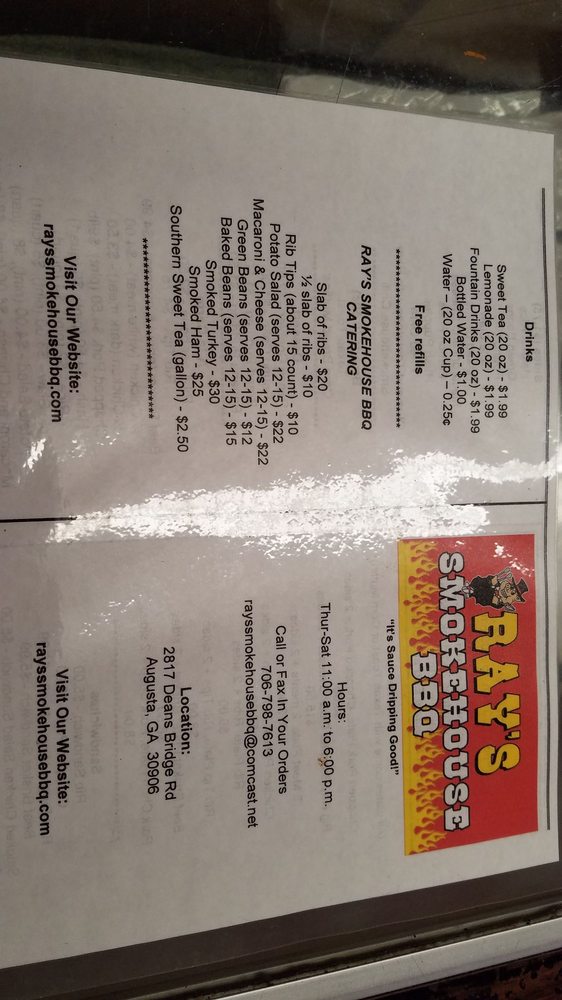 Drinks
Sweet Tea (20 oz) - $1.99
Lemonade (20 oz) - $1.99
Fountain Drinks (20 oz) - $1.99
Bottled Water - $1.00
Water – (20 oz Cup) – 0.25¢
Free refills
**********************************
RAY'S SMOKEHOUSE BBQ
CATERING
Slab of ribs - $20
½ slab of ribs - $10
Rib Tips (about 15 count) - $10
Potato Salad (serves 12-15) - $22
Macaroni & Cheese (serves 12-15) - $22
Green Beans (serves 12-15) - $12
Baked Beans (serves 12-15) - $15
Smoked Turkey - $30
Smoked Ham - $25
Southern Sweet Tea (gallon) - $2.50
**********************************
Visit Our Website:
rayssmokehousebbq.com
RAY'S
SMOKEHOUSE
BBQ
"It's Sauce Dripping Good!"
Hours:
Thur-Sat 11:00 a.m. to 6:00 p.m.
Call or Fax In Your Orders
706-798-7613
rayssmokehousebbq@comcast.net
Location:
2817 Deans Bridge Rd
Augusta, GA 30906
Visit Our Website:
rayssmokehousebbq.com